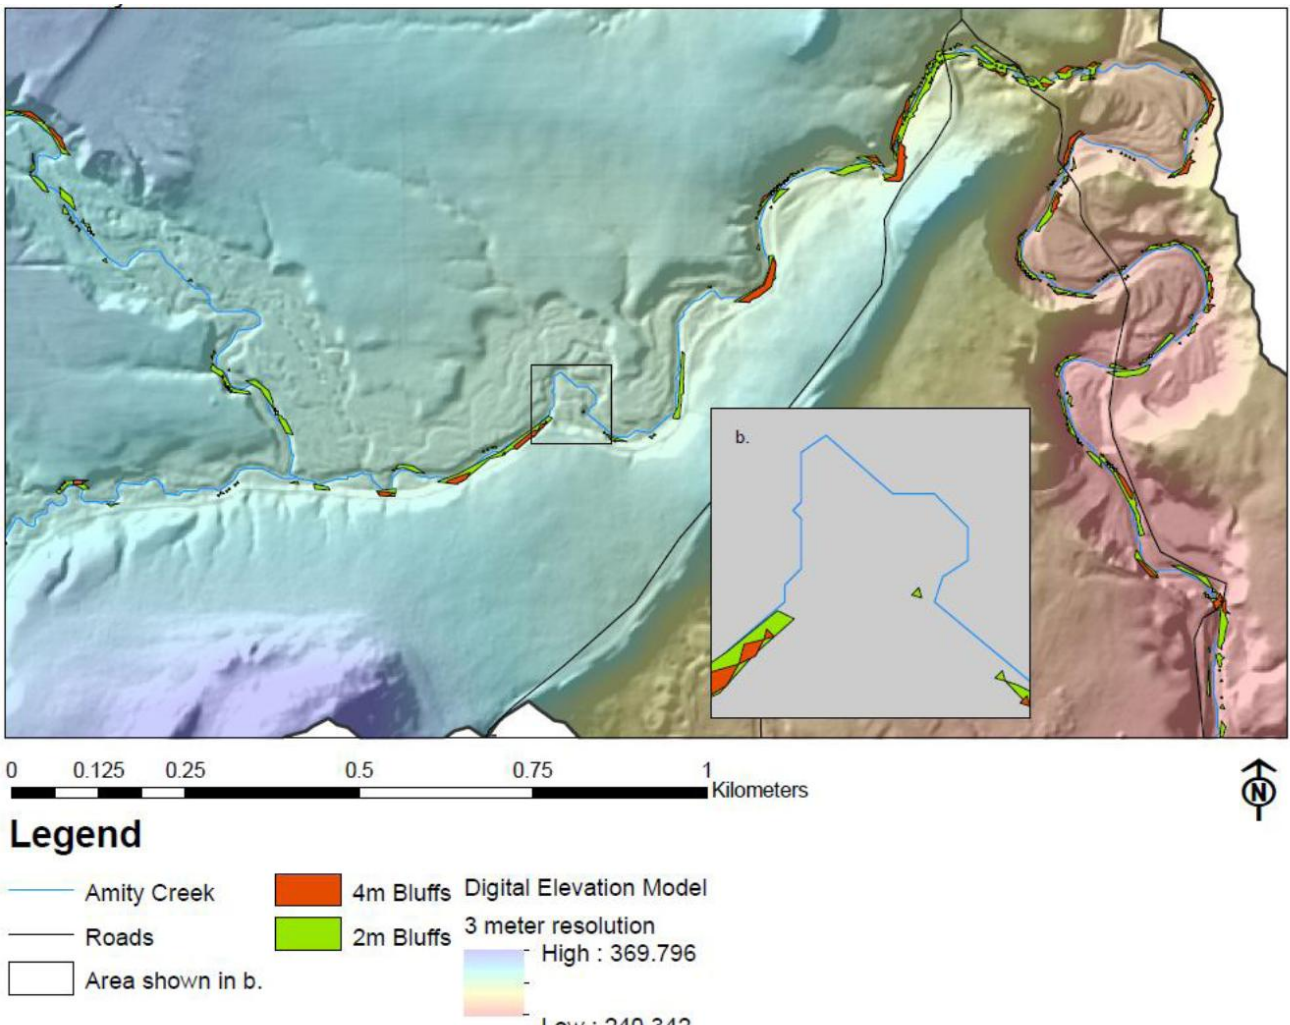 b.
0 0.125 0.25 0.5 0.75 1
Kilometers
N
Legend
Amity Creek
Roads
Area shown in b.
4m Bluffs
2m Bluffs
Digital Elevation Model
3 meter resolution
High : 369.796